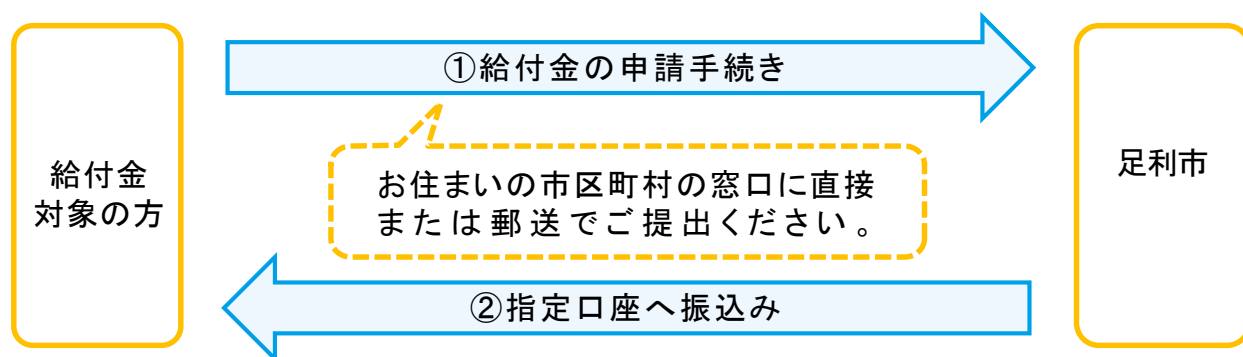 ①給付金の申請手続き
給付金
対象の方
お住まいの市区町村の窓口に直接
または郵送でご提出ください。
足利市
②指定口座へ振込み